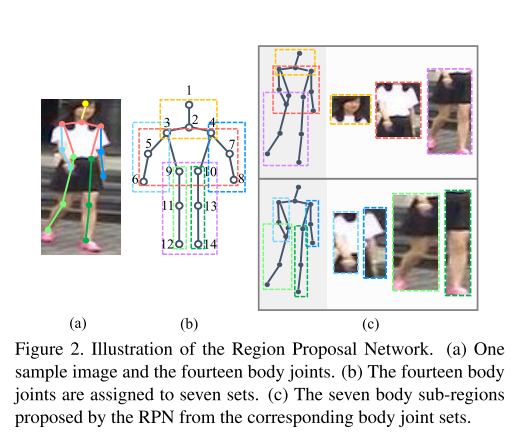 1
2
3
4
5
7
6
8
9
10
11
13
12
14
(a)
(b)
(c)
Figure 2. Illustration of the Region Proposal Network. (a) One
sample image and the fourteen body joints. (b) The fourteen body
joints are assigned to seven sets. (c) The seven body sub-regions
proposed by the RPN from the corresponding body joint sets.